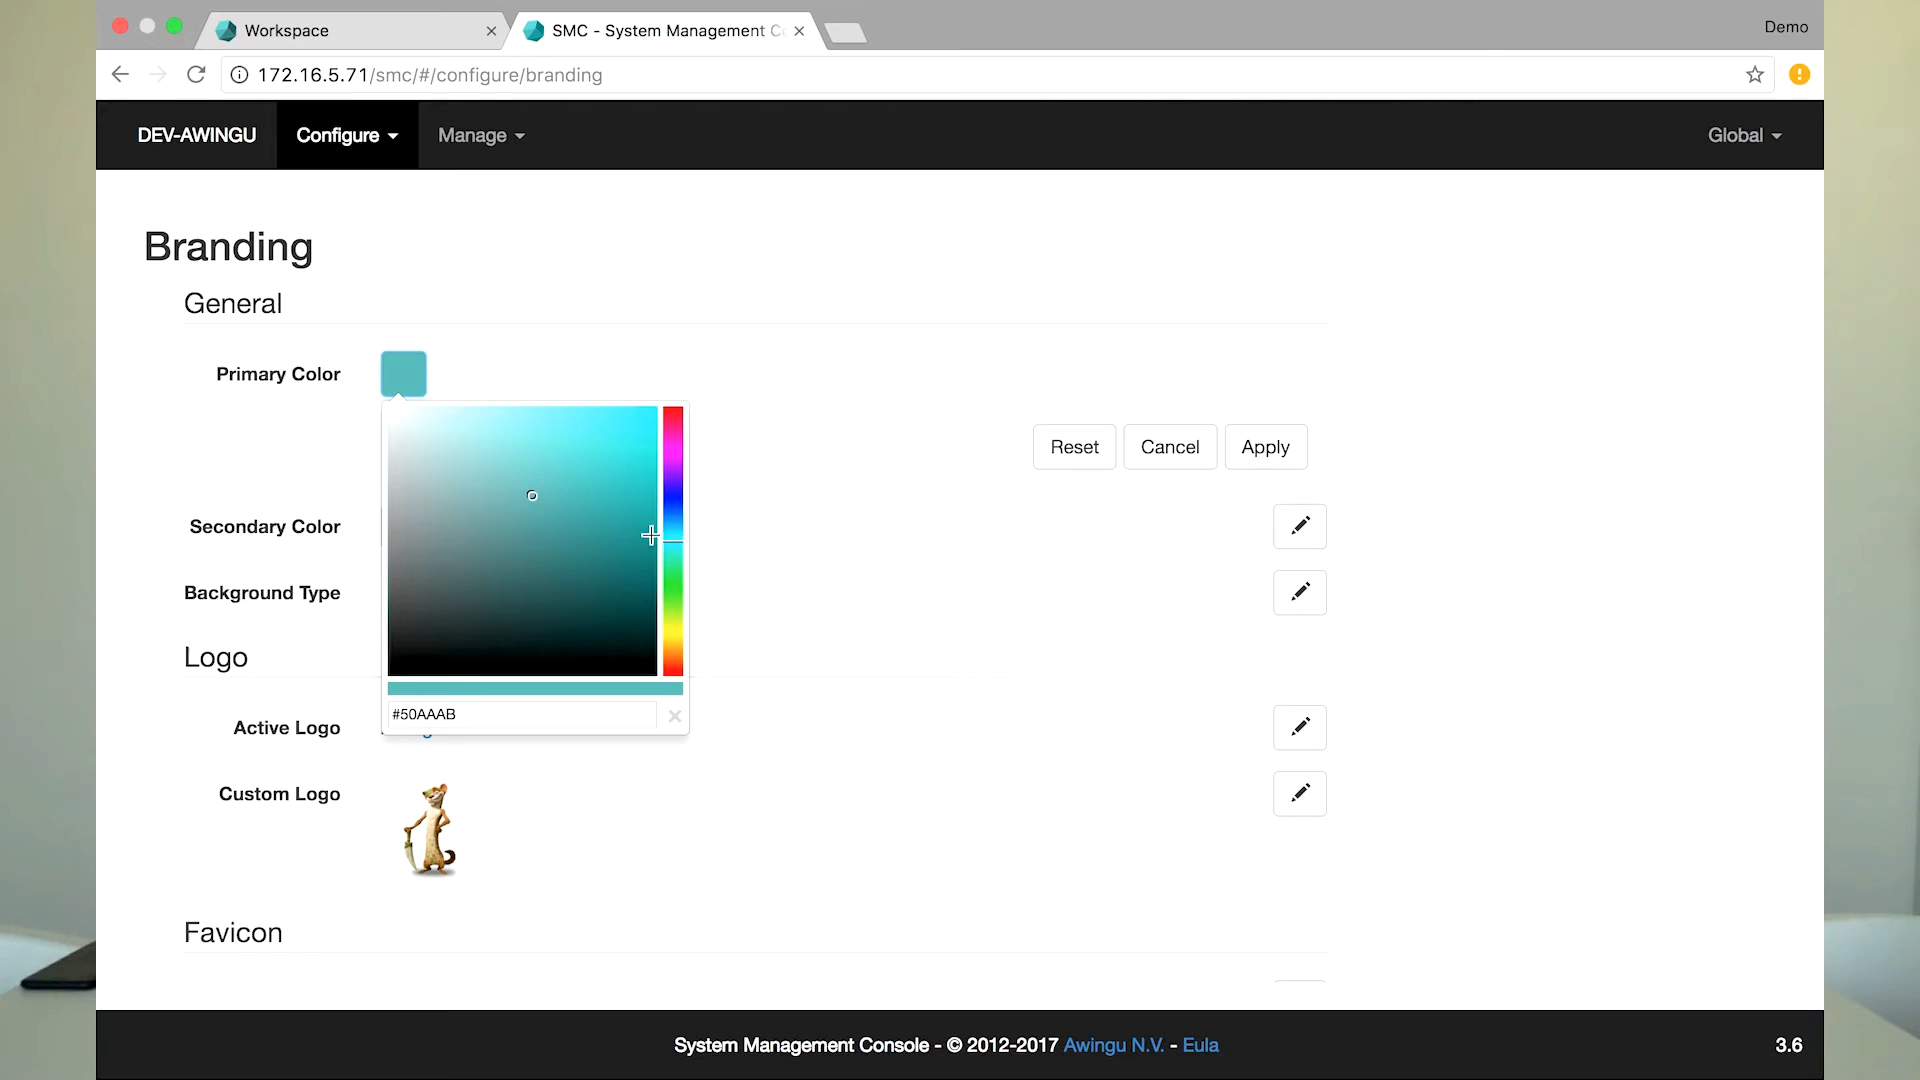 Workspace
SMC - System Management
Demo
172.16.5.71/smc/#/configure/branding
DEV-AWINGU
Configure
Manage
Global
Branding
General
Primary Color
Reset
Cancel
Apply
Secondary Color
Background Type
Logo
#50AAAB
Active Logo
Custom Logo
Favicon
System Management Console - © 2012-2017 Awingu N.V. - Eula
3.6